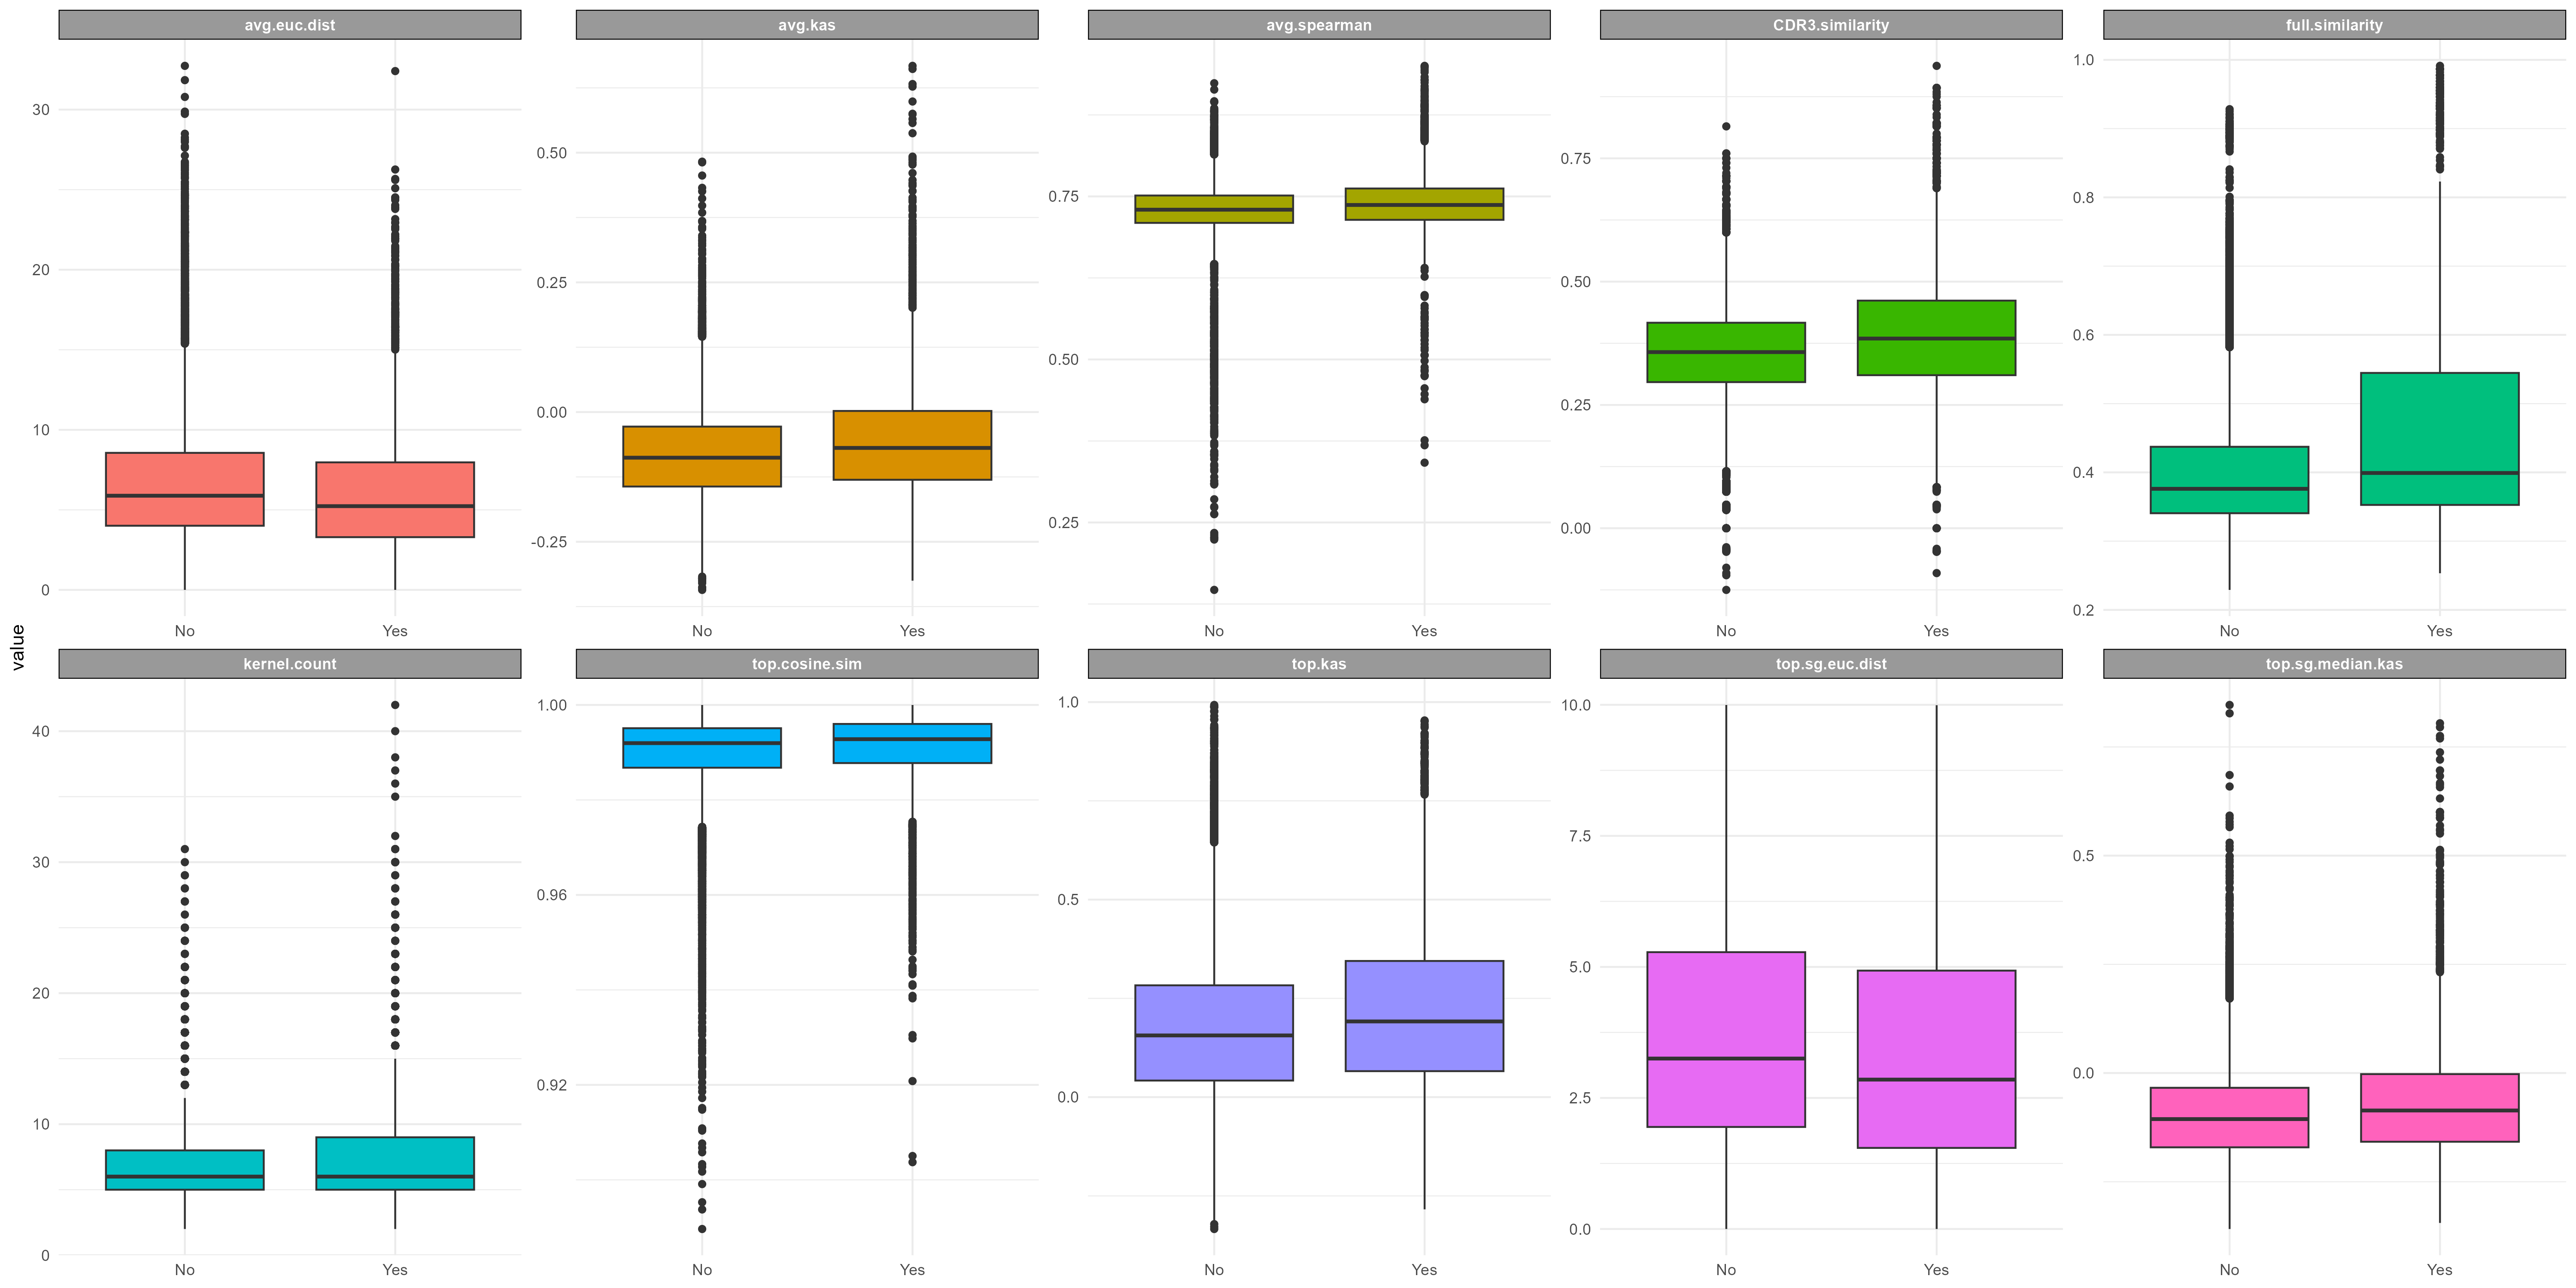 avg.euc.dist
avg.kas
avg.spearman
CDR3.similarity
full.similarity
30
20
10
0
No
Yes
0.50
0.25
0.00
-0.25
No
Yes
0.75
0.50
0.25
No
Yes
0.75
0.50
0.25
0.00
No
Yes
1.0
0.8
0.6
0.4
0.2
No
Yes
value
kernel.count
top.cosine.sim
top.kas
top.sg.euc.dist
top.sg.median.kas
40
30
20
10
0
No
Yes
1.00
0.96
0.92
No
Yes
1.0
0.5
0.0
No
Yes
10.0
7.5
5.0
2.5
0.0
No
Yes
0.5
0.0
No
Yes